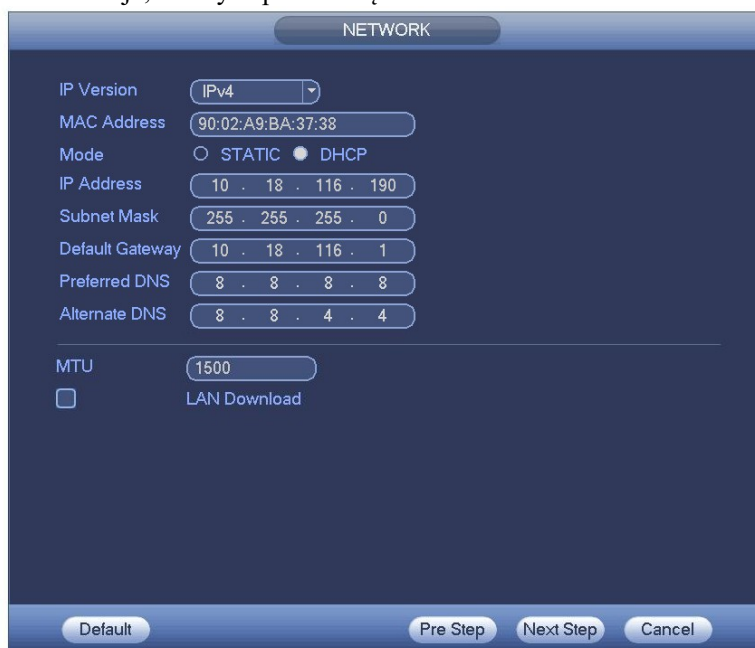 NETWORK
IP Version IPv4
MAC Address 90:02:A9:BA:37:38
Mode STATIC DHCP
IP Address 10 . 18 . 116 . 190
Subnet Mask 255 . 255 . 255 . 0
Default Gateway 10 . 18 . 116 . 1
Preferred DNS 8 . 8 . 8 . 8
Alternate DNS 8 . 8 . 4 . 4
MTU 1500
LAN Download
Default Pre Step Next Step Cancel